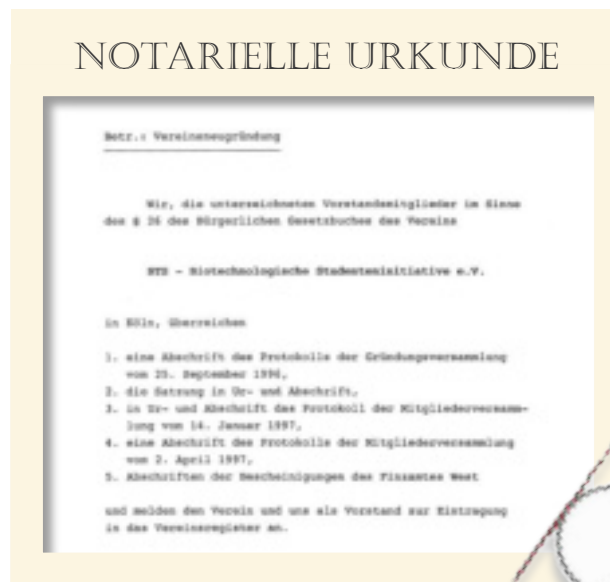 NOTARIELLE URKUNDE
Betr.: Vereinsneugründung
Wir, die unterzeichneten Vorstandsmitglieder im Sinne
des § 26 des Bürgerlichen Gesetzbuches des Vereins
BTS - Biotechnologische Studenteninitiative e.V.
in Köln, überreichen
1. eine Abschrift des Protokolls der Gründungsversammlung
vom 25. September 1996,
2. die Satzung in Ur- und Abschrift,
3. in Ur- und Abschrift das Protokoll der Mitgliederversamm-
lung vom 14. Januar 1997,
4. eine Abschrift des Protokolls der Mitgliederversammlung
vom 2. April 1997,
5. Abschriften der Bescheinigungen des Finanamtes West
und melden den Verein und uns als Vorstand zur Eintragung
in das Vereinsregister an.